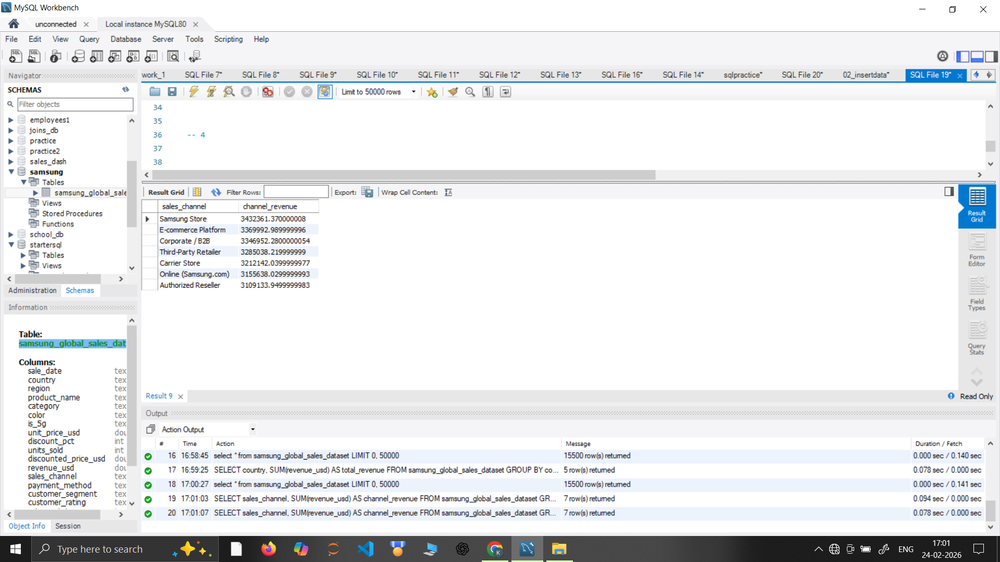 MySQL Workbench
unconnected
Local instance MySQL80
File Edit View Query Database Server Tools Scripting Help
Navigator
work_1 SQL File 7* SQL File 8* SQL File 9* SQL File 10* SQL File 11* SQL File 12* SQL File 13* SQL File 16* SQL File 14* sqlpractice* SQL File 20* 02_insertdata* SQL File 19*
SCHEMAS
Limit to 50000 rows
Filter objects
employees1
joins_db
practice
practice2
sales_dash
samsung
Tables
samsung_global_sale
Views
Stored Procedures
Functions
school_db
startersql
Tables
Views
Administration Schemas
Information
Table:
samsung_global_sales_dat
Columns:
sale_date tex
country tex
region tex
product_name tex
category tex
color tex
is_5g tex
unit_price_usd dou
discount_pct int
units_sold int
discounted_price_usd dou
revenue_usd dou
sales_channel tex
payment_method tex
customer_segment tex
customer_rating tex
Object Info Session
34
35
36 -- 4
37
38
Result Grid Filter Rows: Export: Wrap Cell Content:
sales_channel channel_revenue
Samsung Store 3432361.370000008
E-commerce Platform 3369992.989999996
Corporate / B2B 3346952.2800000054
Third-Party Retailer 3285038.219999999
Carrier Store 3212142.0399999977
Online (Samsung.com) 3155638.0299999993
Authorized Reseller 3109133.9499999983
Result
Grid
Form
Editor
Field
Types
Query
Stats
Result 9
Read Only
Output
Action Output
# Time Action Message Duration / Fetch
16 16:58:45 select * from samsung_global_sales_dataset LIMIT 0, 50000 15500 row(s) returned 0.000 sec / 0.140 sec
17 16:59:25 SELECT country, SUM(revenue_usd) AS total_revenue FROM samsung_global_sales_dataset GROUP BY co... 5 row(s) returned 0.078 sec / 0.000 sec
18 17:00:27 select * from samsung_global_sales_dataset LIMIT 0, 50000 15500 row(s) returned 0.000 sec / 0.141 sec
19 17:01:03 SELECT sales_channel, SUM(revenue_usd) AS channel_revenue FROM samsung_global_sales_dataset GR... 7 row(s) returned 0.094 sec / 0.000 sec
20 17:01:07 SELECT sales_channel, SUM(revenue_usd) AS channel_revenue FROM samsung_global_sales_dataset GR... 7 row(s) returned 0.078 sec / 0.000 sec
Type here to search
ENG
17:01
24-02-2026